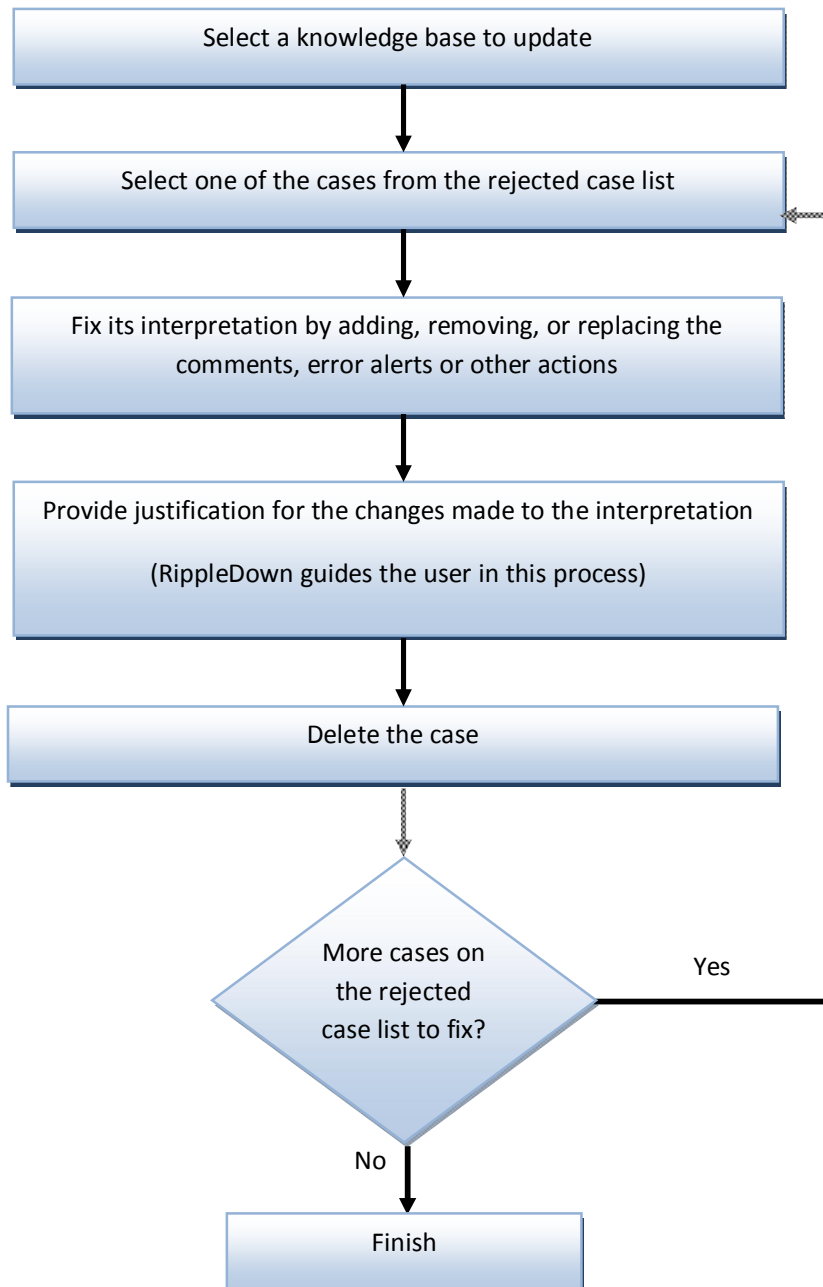 Select a knowledge base to update
Select one of the cases from the rejected case list
Fix its interpretation by adding, removing, or replacing the
comments, error alerts or other actions
Provide justification for the changes made to the interpretation
(RippleDown guides the user in this process)
Delete the case
More cases on
the rejected
case list to fix?
Yes
No
Finish